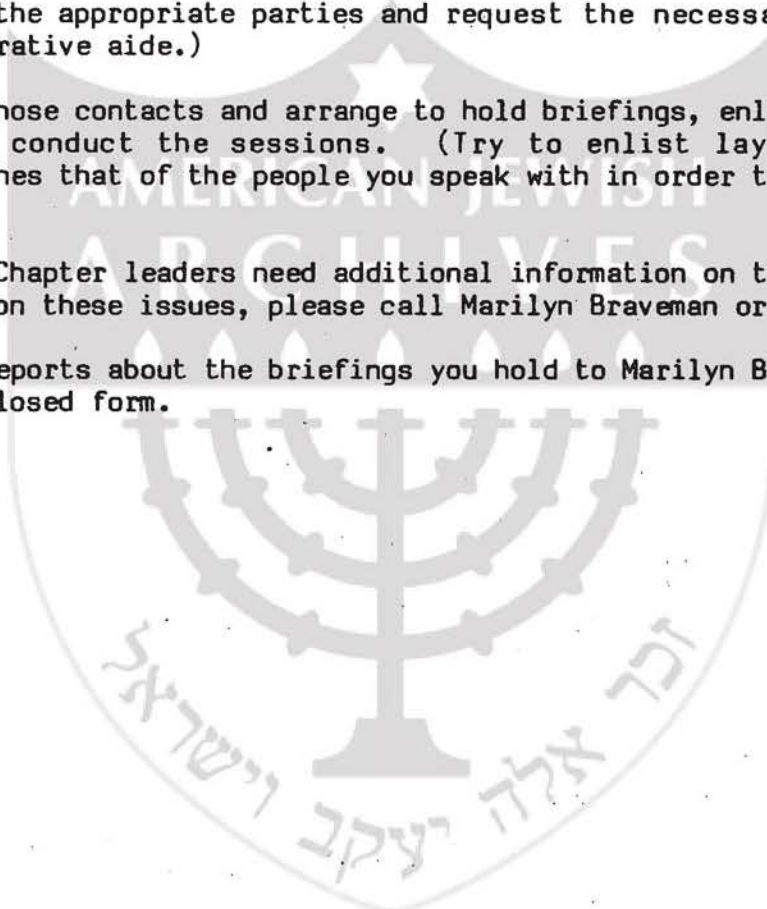 the appropriate parties and request the necessa
rative aide.)
nose contacts and arrange to hold briefings, enl
conduct the sessions. (Try to enlist lay
nes that of the people you speak with in order t
AMERICAN JEWISH
ARCHIVES
Chapter leaders need additional information on t
on these issues, please call Marilyn Braveman or
eports about the briefings you hold to Marilyn B
losed form.
זכר אלה יעקב וישראל